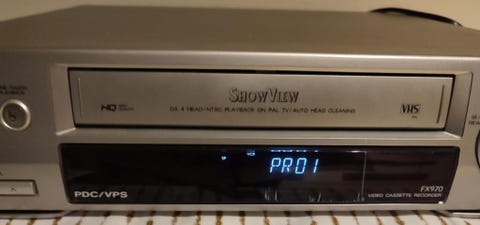 SHOWVIEW
HQ
DA 4 HEAD/NTSC PLAYBACK ON PAL TV/AUTO HEAD CLEANING
VHS
PAL
PR01
PDC/VPS
FX970
VIDEO CASSETTE RECORDER